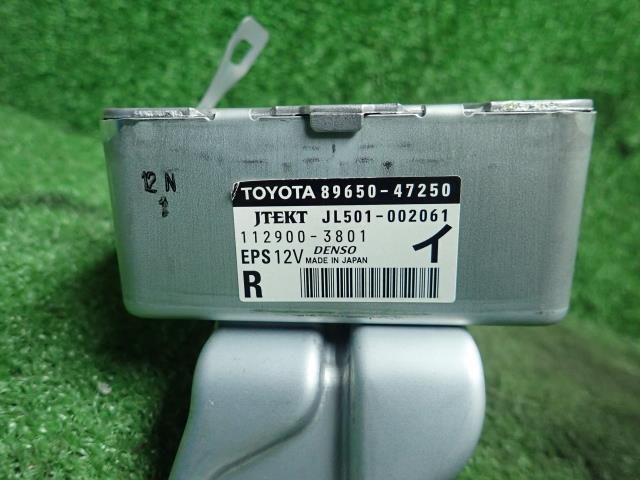 12 N
TOYOTA 89650-47250
JTEKT JL501-002061
112900-3801 イ
EPS 12V DENSO MADE IN JAPAN
R